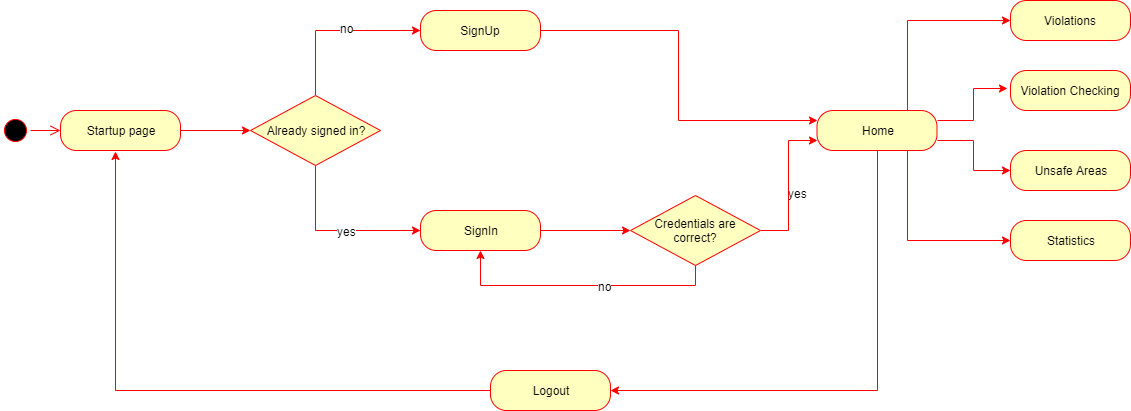 no
SignUp
Violations
Violation Checking
Startup page
Already signed in?
Home
Unsafe Areas
yes
yes
SignIn
Credentials are
correct?
Statistics
no
Logout